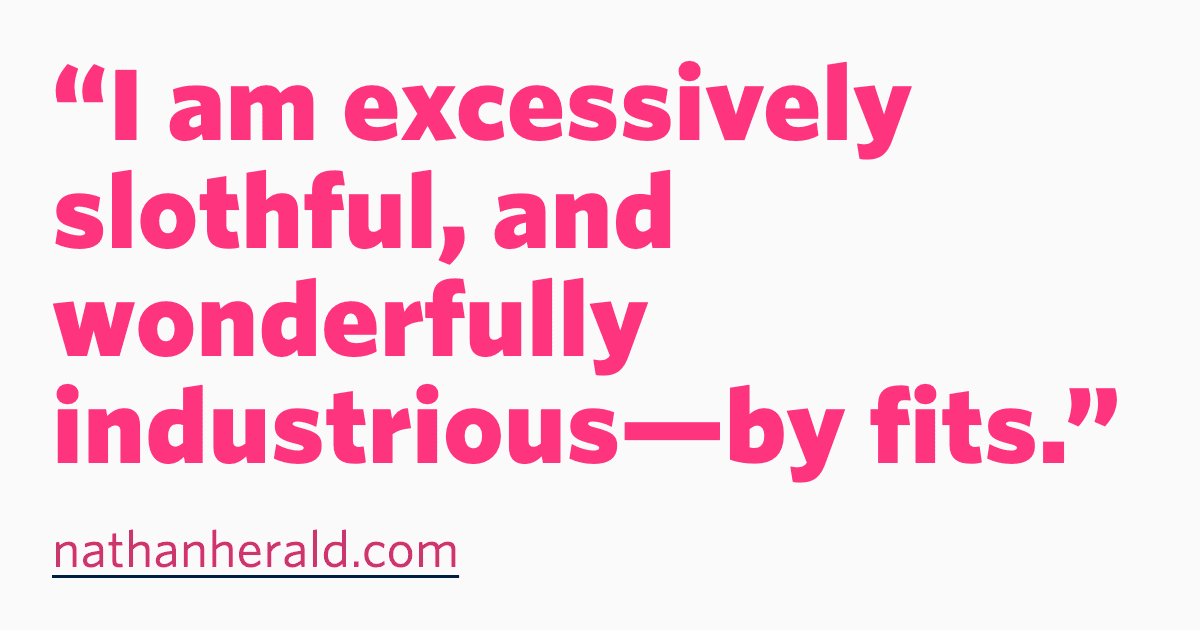 “I am excessively
slothful, and
wonderfully
industrious—by fits.”
nathanherald.com